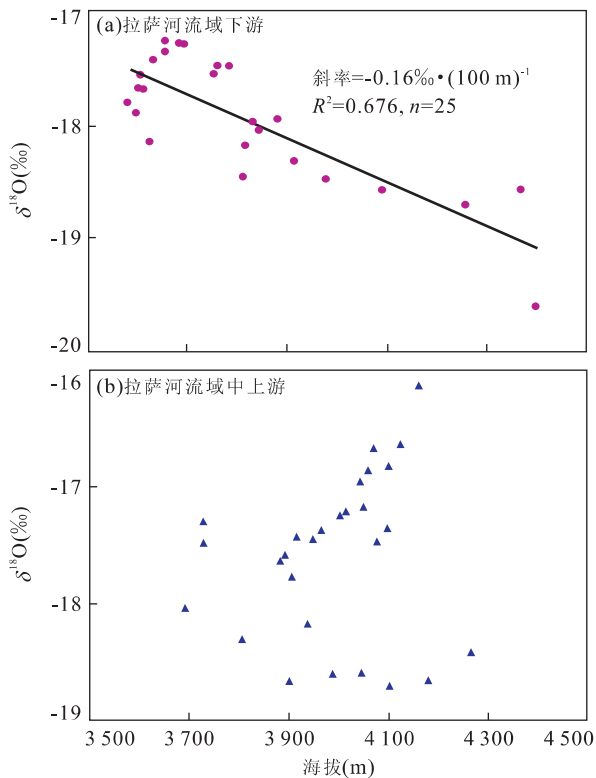 (a)拉萨河流域下游
-17
斜率=-0.16‰•(100 m)-1
R2=0.676, n=25
-18
δ18O(‰)
-19
-20
(b)拉萨河流域中上游
-16
-17
δ18O(‰)
-18
-19
3 500 3 700 3 900 4 100 4 300 4 500
海拔(m)